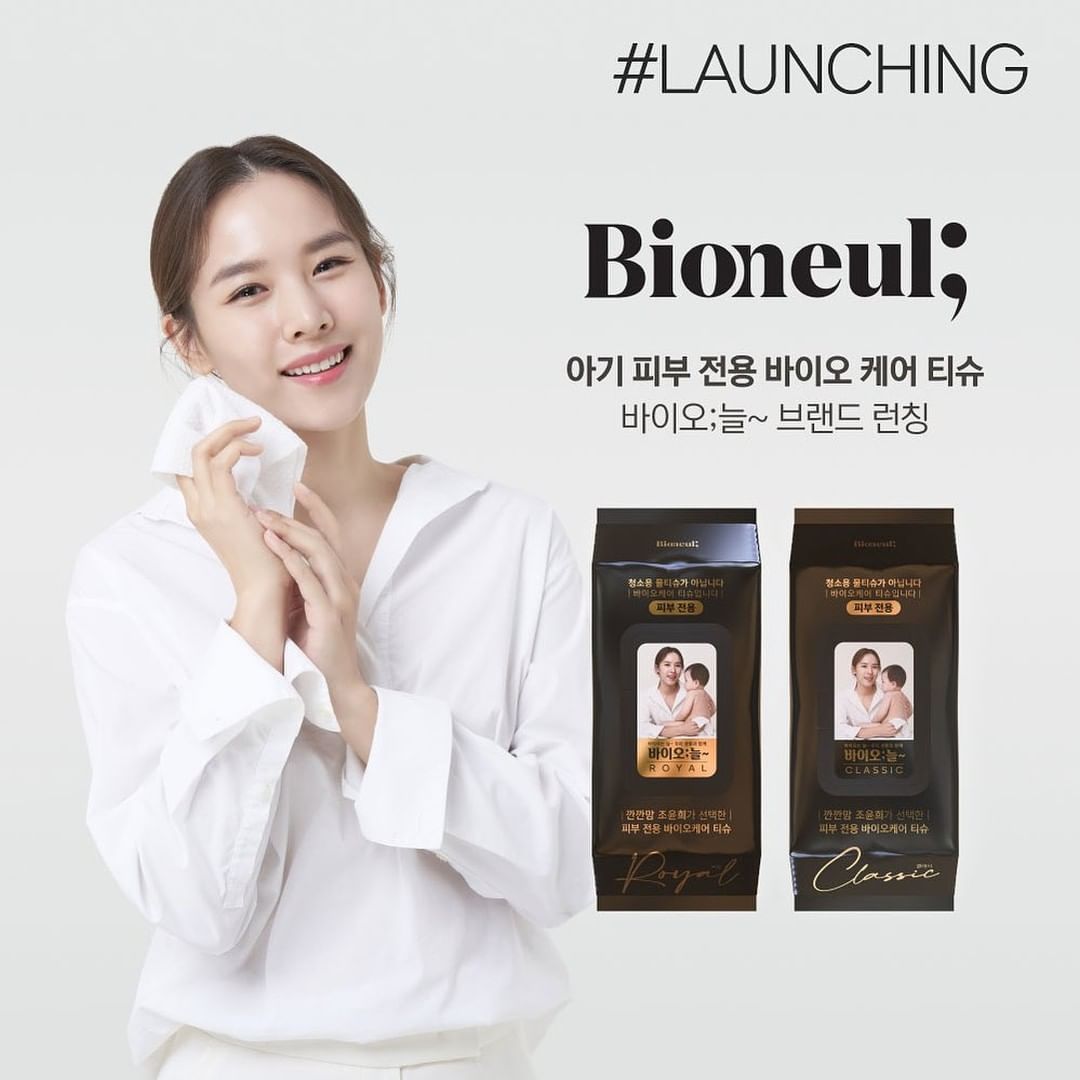 #LAUNCHING
Bioneul;
아기 피부 전용 바이오 케어 티슈
바이오;늘~ 브랜드 런칭
Bioneul;
청소용 물티슈가 아닙니다
| 바이오케어 티슈입니다 |
피부 전용
바이오;늘~
ROYAL
| 깐깐맘 조윤희가 선택한 |
피부 전용 바이오케어 티슈
Royal
Bioneul;
청소용 물티슈가 아닙니다
| 바이오케어 티슈입니다 |
피부 전용
바이오;늘~
CLASSIC
| 깐깐맘 조윤희가 선택한 |
피부 전용 바이오케어 티슈
Classic